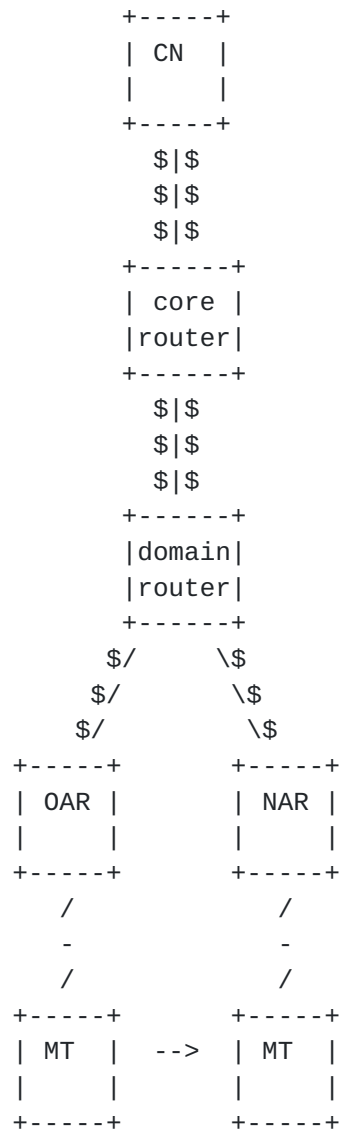 +-----+
| CN  |
|     |
+-----+
$|$
$|$
$|$
+------+
| core |
|router|
+------+
$|$
$|$
$|$
+------+
|domain|
|router|
+------+
$/     \$
$/       \$
$/         \$
+-----+       +-----+
| OAR |       | NAR |
|     |       |     |
+-----+       +-----+
/             /
-             -
/             /
+-----+       +-----+
| MT  |  -->  | MT  |
|     |       |     |
+-----+       +-----+